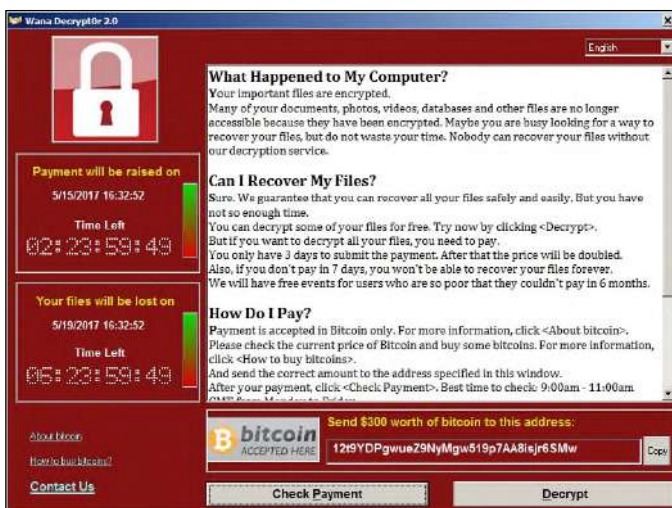 Wana Decrypt0r 2.0
English
What Happened to My Computer?
Your important files are encrypted.
Many of your documents, photos, videos, databases and other files are no longer
accessible because they have been encrypted. Maybe you are busy looking for a way to
recover your files, but do not waste your time. Nobody can recover your files without
our decryption service.
Can I Recover My Files?
Sure. We guarantee that you can recover all your files safely and easily. But you have
not so enough time.
You can decrypt some of your files for free. Try now by clicking <Decrypt>.
But if you want to decrypt all your files, you need to pay.
You only have 3 days to submit the payment. After that the price will be doubled.
Also, if you don't pay in 7 days, you won't be able to recover your files forever.
We will have free events for users who are so poor that they couldn't pay in 6 months.
How Do I Pay?
Payment is accepted in Bitcoin only. For more information, click <About bitcoin>.
Please check the current price of Bitcoin and buy some bitcoins. For more information,
click <How to buy bitcoins>.
And send the correct amount to the address specified in this window.
After your payment, click <Check Payment>. Best time to check: 9:00am - 11:00am
GMT from Monday to Friday.
Payment will be raised on
5/15/2017 16:32:52
Time Left
02:23:59:49
Your files will be lost on
5/19/2017 16:32:52
Time Left
06:23:59:49
About bitcoin
How to buy bitcoins?
Contact Us
bitcoin
ACCEPTED HERE
Send $300 worth of bitcoin to this address:
12t9YDPgwueZ9NyMgw519p7AA8isjr6SMw
Copy
Check Payment
Decrypt